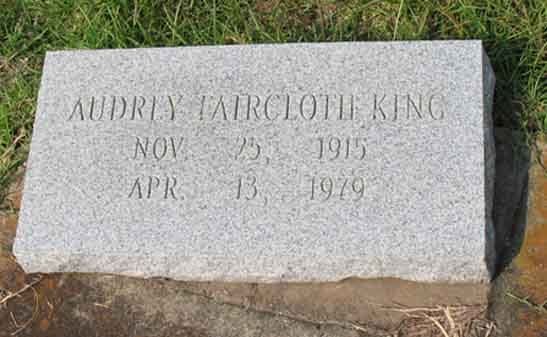 AUDREY FAIRCLOTH KING
NOV. 25, 1915
APR. 13, 1979